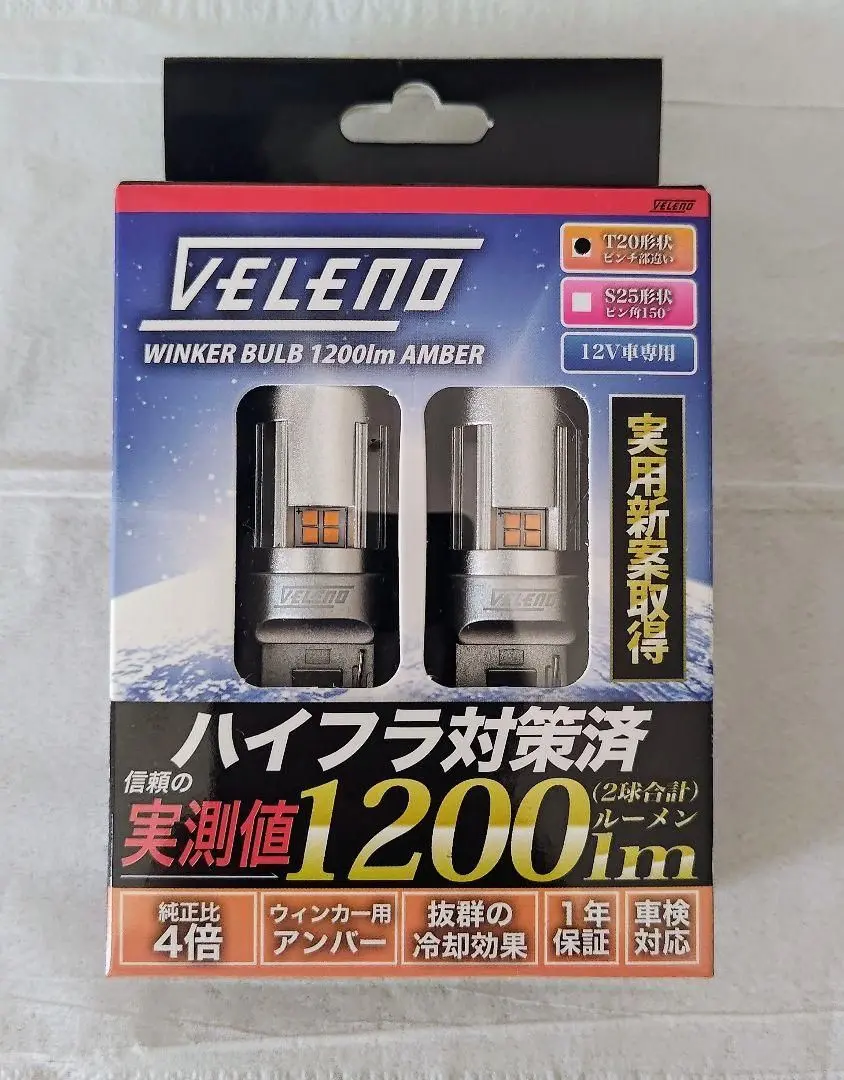 VELENO
VELENO
WINKER BULB 1200lm AMBER
T20形状
ピンチ部違い
S25形状
ピン角150°
12V車専用
実用新案取得
VELENO
VELENO
ハイフラ対策済
信頼の
実測値
1200lm
(2球合計)
ルーメン
純正比
4倍
ウィンカー用
アンバー
抜群の
冷却効果
1年
保証
車検
対応